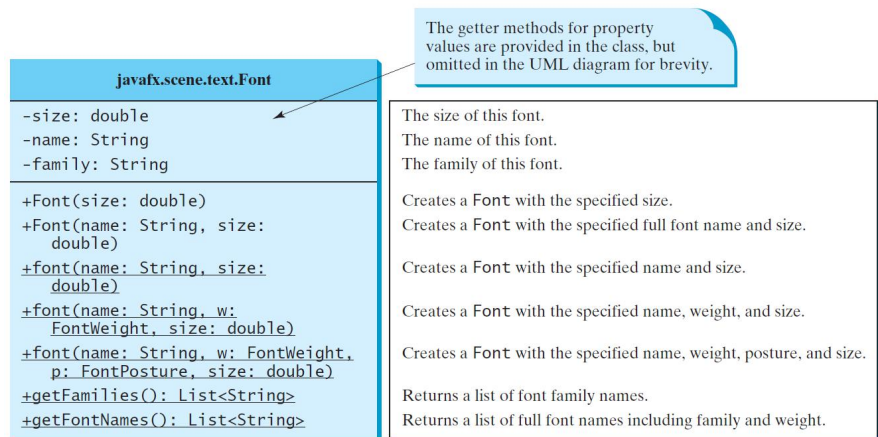 The getter methods for property
values are provided in the class, but
omitted in the UML diagram for brevity.
javafx.scene.text.Font
-size: double
The size of this font.
-name: String
The name of this font.
-family: String
The family of this font.
+Font(size: double)
Creates a Font with the specified size.
+Font(name: String, size:
double)
Creates a Font with the specified full font name and size.
+font(name: String, size:
double)
Creates a Font with the specified name and size.
+font(name: String, w:
FontWeight, size: double)
Creates a Font with the specified name, weight, and size.
+font(name: String, w: FontWeight,
p: FontPosture, size: double)
Creates a Font with the specified name, weight, posture, and size.
+getFamilies(): List<String>
Returns a list of font family names.
+getFontNames(): List<String>
Returns a list of full font names including family and weight.